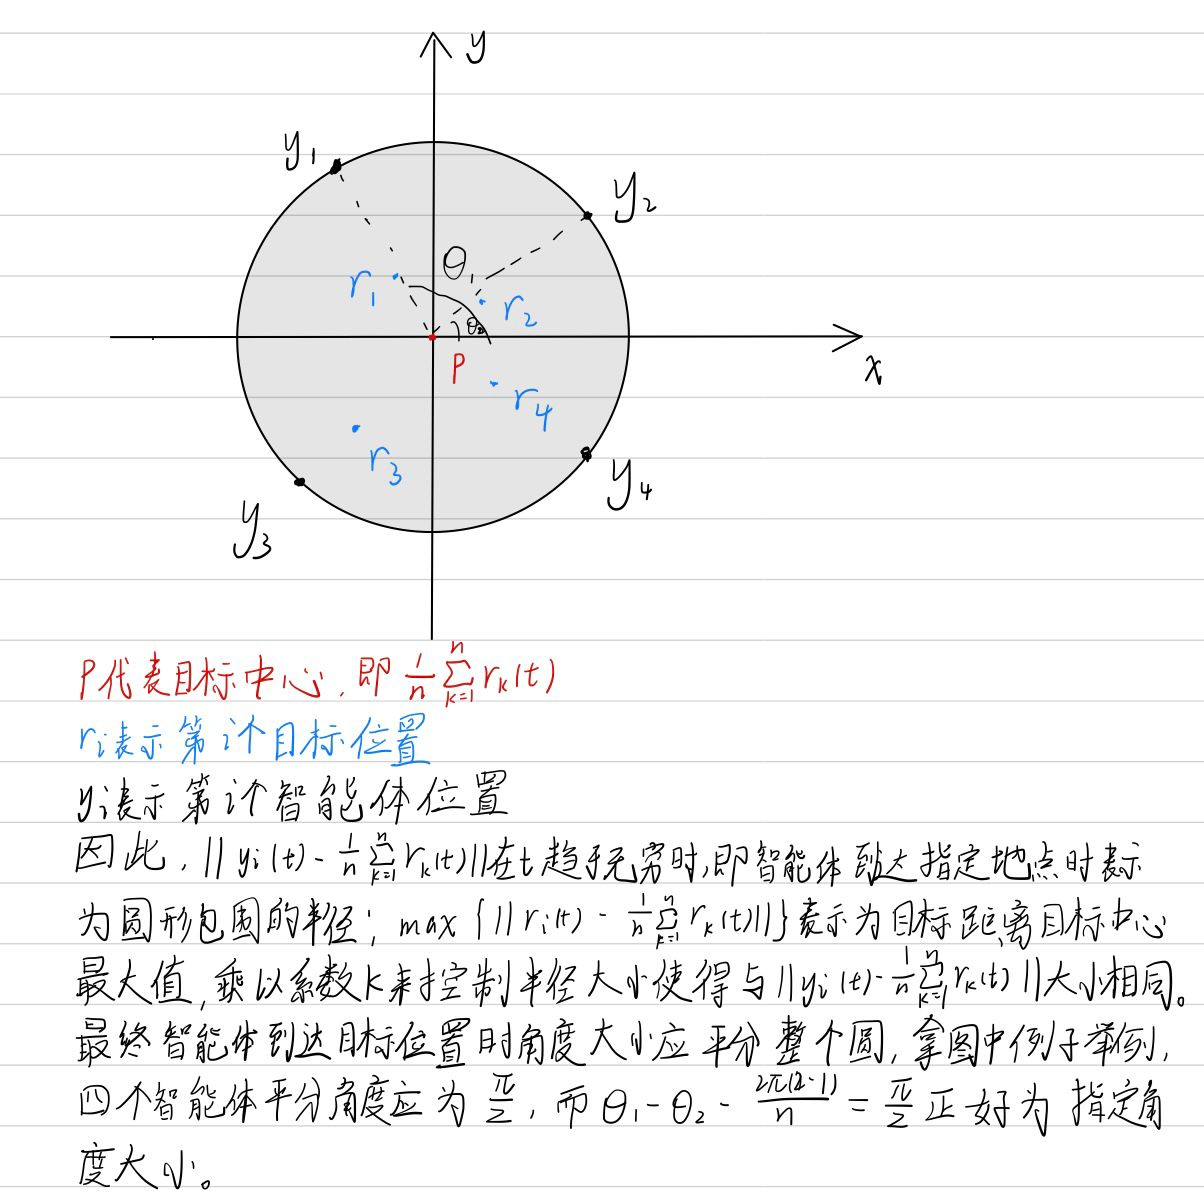 y
y₁
y₂
θ₁
r₁
r₂
θ₂
P
x
r₄
r₃
y₄
y₃
P代表目标中心,即 1/n ∑_{k=1}^{n} r_k(t)
r_i表示第i个目标位置
y_i表示第i个智能体位置
因此,||y_i(t) - 1/n ∑_{k=1}^{n} r_k(t)||在t趋于无穷时,即智能体到达指定地点时表示
为圆形包围的半径;max{||r_i(t) - 1/n ∑_{k=1}^{n} r_k(t)||}表示为目标距离目标中心
最大值,乘以系数k来控制半径大小使得与||y_i(t) - 1/n ∑_{k=1}^{n} r_k(t)||大小相同。
最终智能体到达目标位置时角度大小应平分整个圆,拿图中例子举例,
四个智能体平分角度应为 π/2,而 θ₁-θ₂- 2π(2-1)/n = π/2 正好为指定角
度大小。